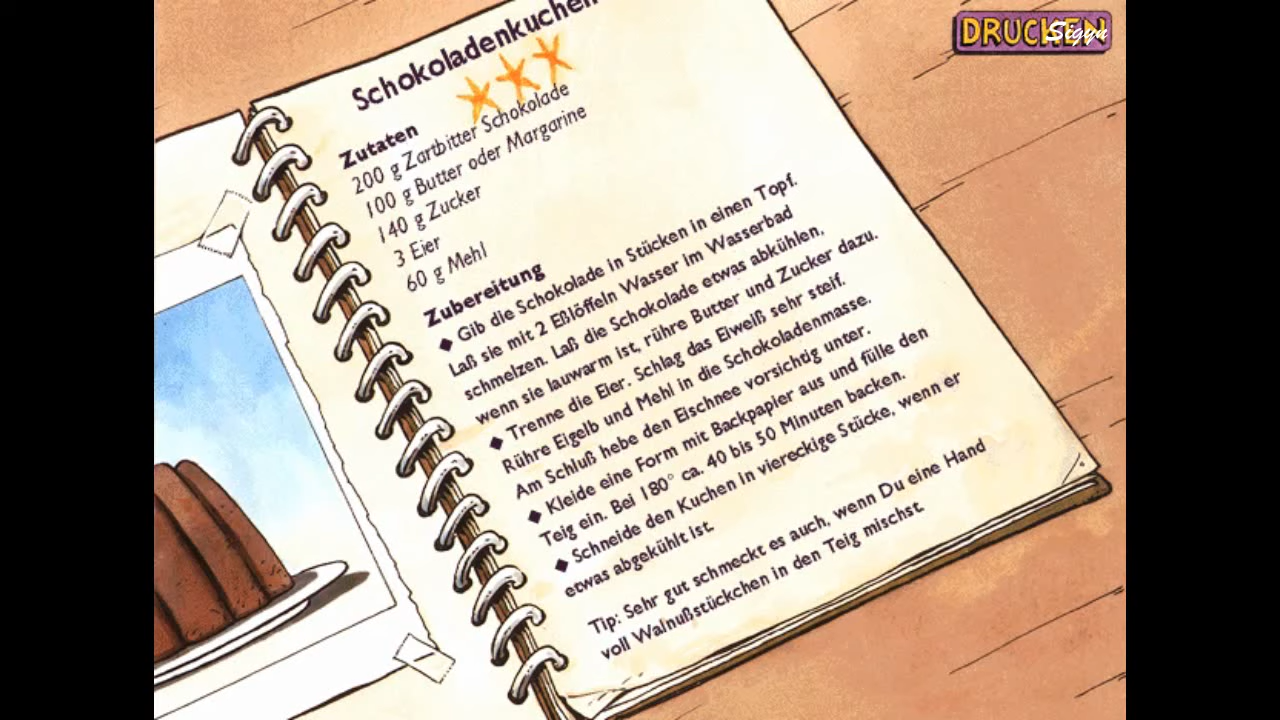 DRUCKEN
Sigyn
Schokoladenkuchen
Zutaten
200 g Zartbitter Schokolade
100 g Butter oder Margarine
140 g Zucker
3 Eier
60 g Mehl
Zubereitung
◆ Gib die Schokolade in Stücken in einen Topf.
Laß sie mit 2 Eßlöffeln Wasser im Wasserbad
schmelzen. Laß die Schokolade etwas abkühlen,
wenn sie lauwarm ist, rühre Butter und Zucker dazu.
◆ Trenne die Eier. Schlag das Eiweiß sehr steif.
Rühre Eigelb und Mehl in die Schokoladenmasse.
Am Schluß hebe den Eischnee vorsichtig unter.
◆ Kleide eine Form mit Backpapier aus und fülle den
Teig ein. Bei 180° ca. 40 bis 50 Minuten backen.
◆ Schneide den Kuchen in viereckige Stücke, wenn er
etwas abgekühlt ist.
Tip: Sehr gut schmeckt es auch, wenn Du eine Hand
voll Walnußstückchen in den Teig mischst.